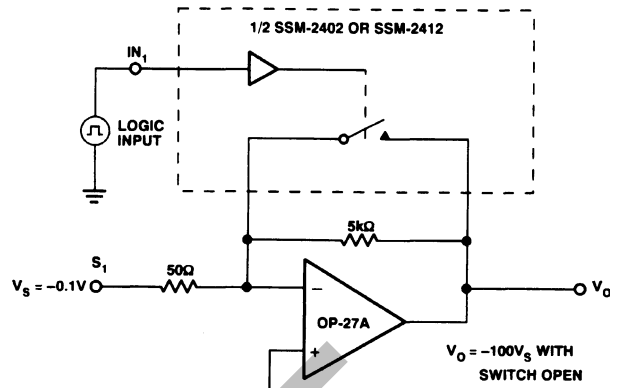 1/2 SSM-2402 OR SSM-2412
IN1
LOGIC
INPUT
5kΩ
S1
50Ω
VS = −0.1V
−
OP-27A
+
VO
VO = −100VS WITH
SWITCH OPEN